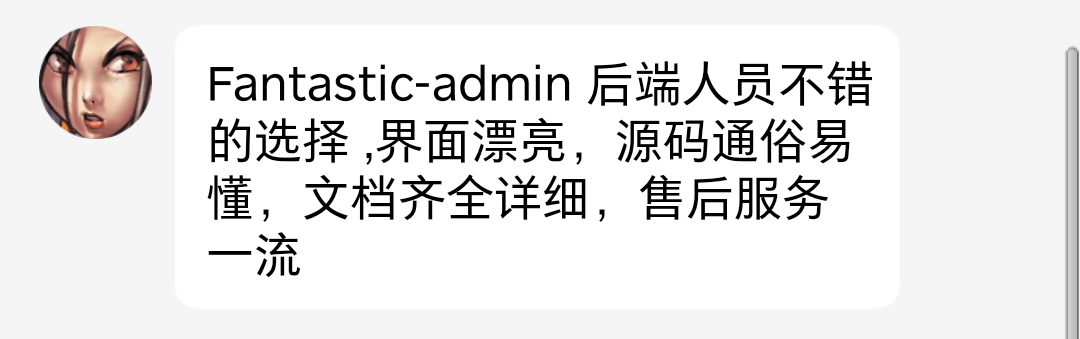 Fantastic-admin 后端人员不错
的选择 ,界面漂亮，源码通俗易
懂，文档齐全详细，售后服务
一流